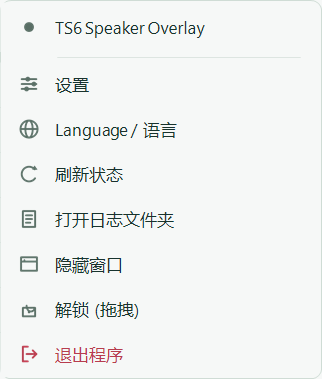 TS6 Speaker Overlay
设置
Language / 语言
刷新状态
打开日志文件夹
隐藏窗口
解锁 (拖拽)
退出程序